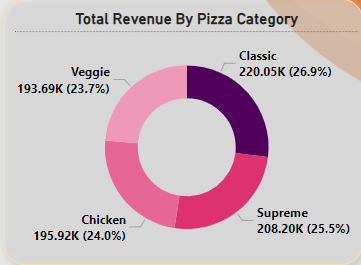 Total Revenue By Pizza Category
Classic
220.05K (26.9%)
Veggie
193.69K (23.7%)
Chicken
195.92K (24.0%)
Supreme
208.20K (25.5%)